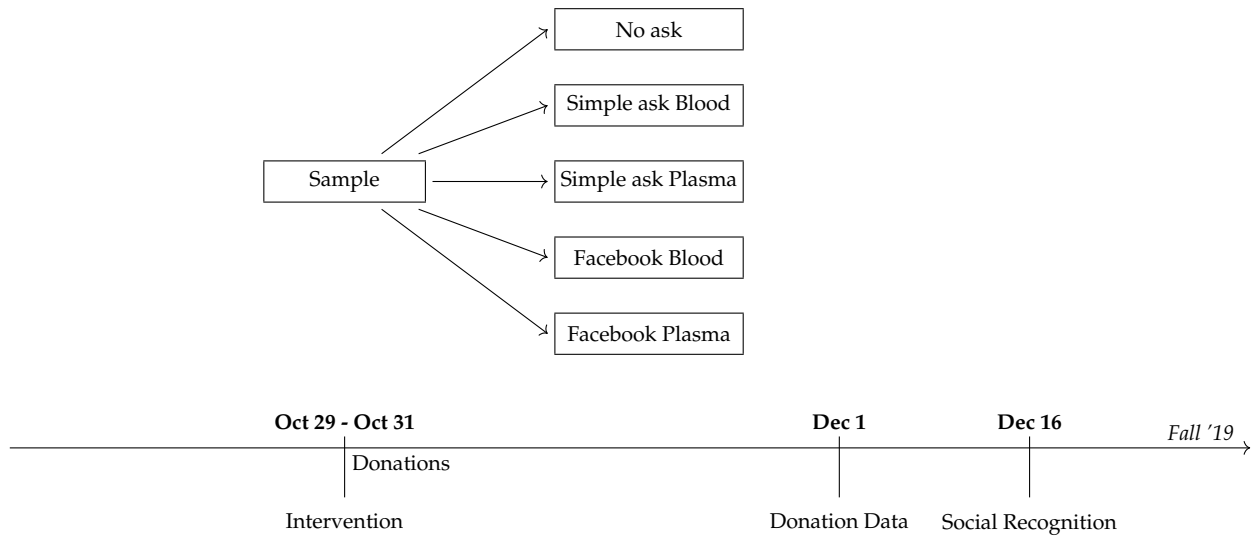 No ask
Simple ask Blood
Sample
Simple ask Plasma
Facebook Blood
Facebook Plasma
Oct 29 - Oct 31
Dec 1
Dec 16
Fall '19
Donations
Intervention
Donation Data
Social Recognition